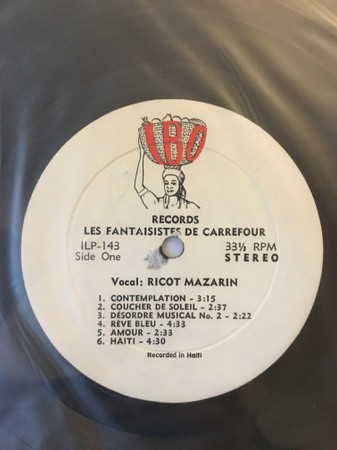 IBO
RECORDS
LES FANTAISISTES DE CARREFOUR
ILP-143 33⅓ RPM
Side One STEREO
Vocal: RICOT MAZARIN
1. CONTEMPLATION - 3:15
2. COUCHER DE SOLEIL - 2:37
3. DÉSORDRE MUSICAL No. 2 - 2:22
4. RÊVE BLEU - 4:33
5. AMOUR - 2:33
6. HAITI - 4:30
Recorded in Haiti